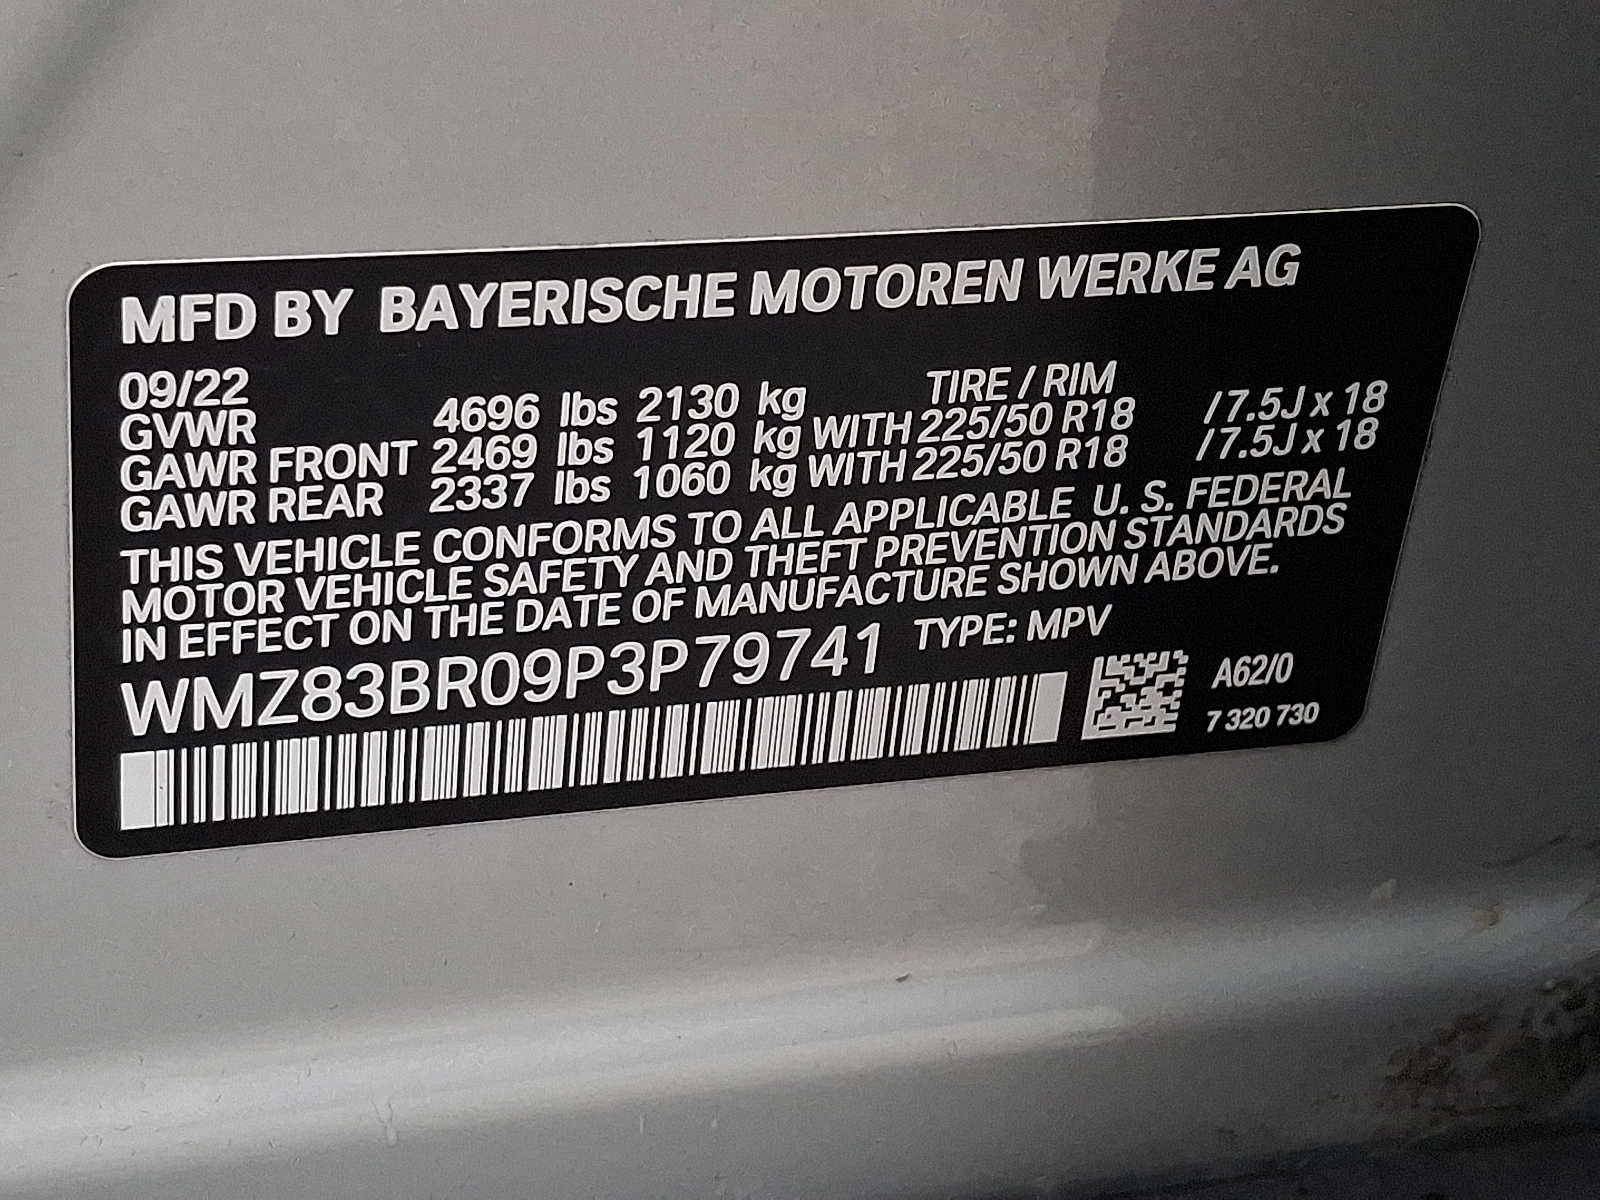 MFD BY BAYERISCHE MOTOREN WERKE AG
09/22 TIRE / RIM
GVWR 4696 lbs 2130 kg
GAWR FRONT 2469 lbs 1120 kg WITH 225/50 R18 /7.5J x 18
GAWR REAR 2337 lbs 1060 kg WITH 225/50 R18 /7.5J x 18
THIS VEHICLE CONFORMS TO ALL APPLICABLE U. S. FEDERAL
MOTOR VEHICLE SAFETY AND THEFT PREVENTION STANDARDS
IN EFFECT ON THE DATE OF MANUFACTURE SHOWN ABOVE.
WMZ83BR09P3P79741 TYPE: MPV
A62/0
7 320 730